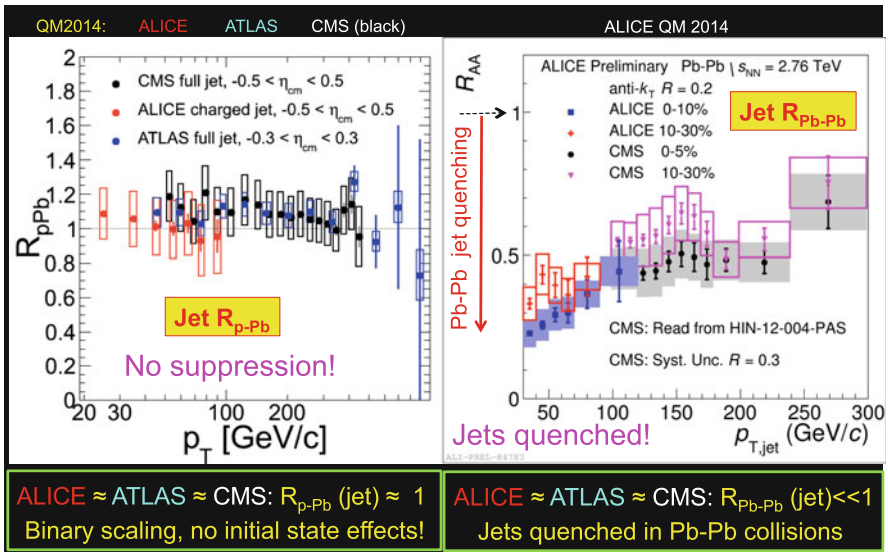 QM2014: ALICE ATLAS CMS (black)
ALICE QM 2014
2
1.8
1.6
1.4
1.2
1
0.8
0.6
0.4
0.2
0
R_pPb
CMS full jet, -0.5 < η_cm < 0.5
ALICE charged jet, -0.5 < η_cm < 0.5
ATLAS full jet, -0.3 < η_cm < 0.3
Jet R_p-Pb
No suppression!
20 30 100 200
p_T [GeV/c]
R_AA
ALICE Preliminary Pb-Pb \ s_NN = 2.76 TeV
anti-k_T R = 0.2
ALICE 0-10%
ALICE 10-30%
CMS 0-5%
CMS 10-30%
Jet R_Pb-Pb
1
0.5
0
Pb-Pb jet quenching
CMS: Read from HIN-12-004-PAS
CMS: Syst. Unc. R = 0.3
50 100 150 200 250 300
Jets quenched!
p_T,jet (GeV/c)
ALI-PREL-84783
ALICE ≈ ATLAS ≈ CMS: R_p-Pb (jet) ≈ 1
Binary scaling, no initial state effects!
ALICE ≈ ATLAS ≈ CMS: R_Pb-Pb (jet)<<1
Jets quenched in Pb-Pb collisions